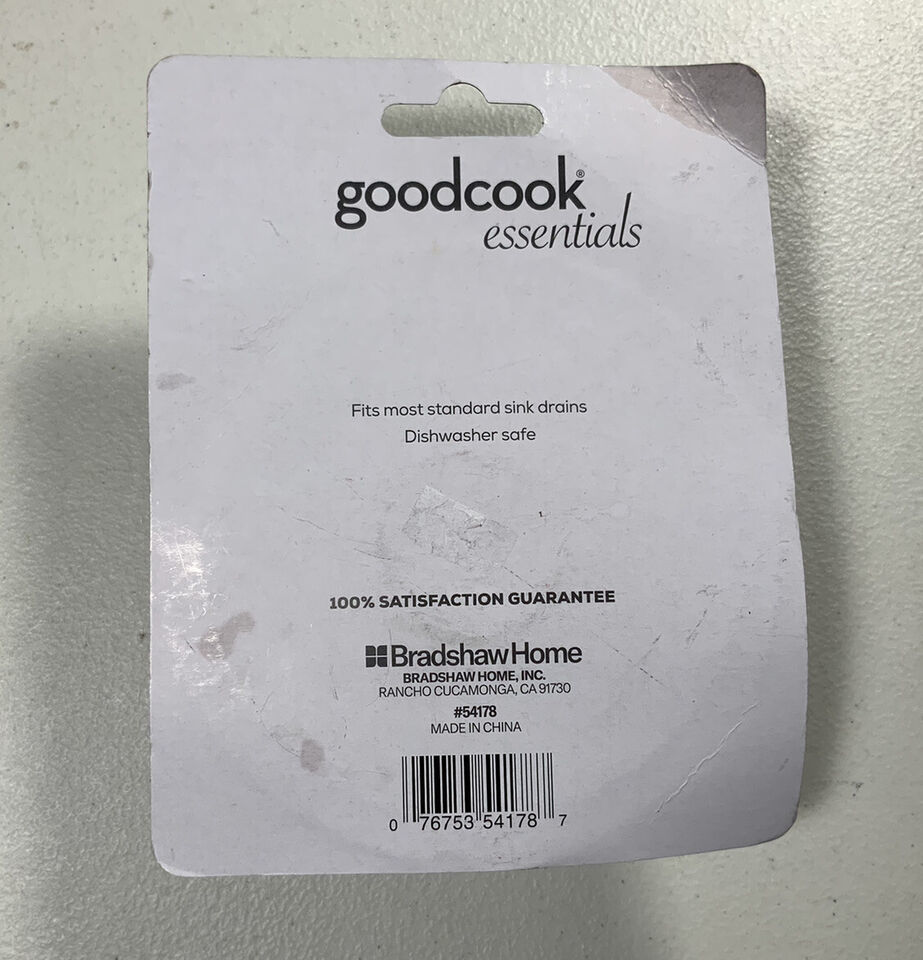 goodcook®
essentials
Fits most standard sink drains
Dishwasher safe
100% SATISFACTION GUARANTEE
Bradshaw Home
BRADSHAW HOME, INC.
RANCHO CUCAMONGA, CA 91730
#54178
MADE IN CHINA
0 76753 54178 7